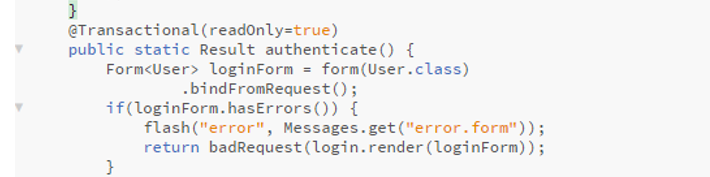 }
@Transactional(readOnly=true)
public static Result authenticate() {
Form<User> loginForm = form(User.class)
.bindFromRequest();
if(loginForm.hasErrors()) {
flash("error", Messages.get("error.form"));
return badRequest(login.render(loginForm));
}